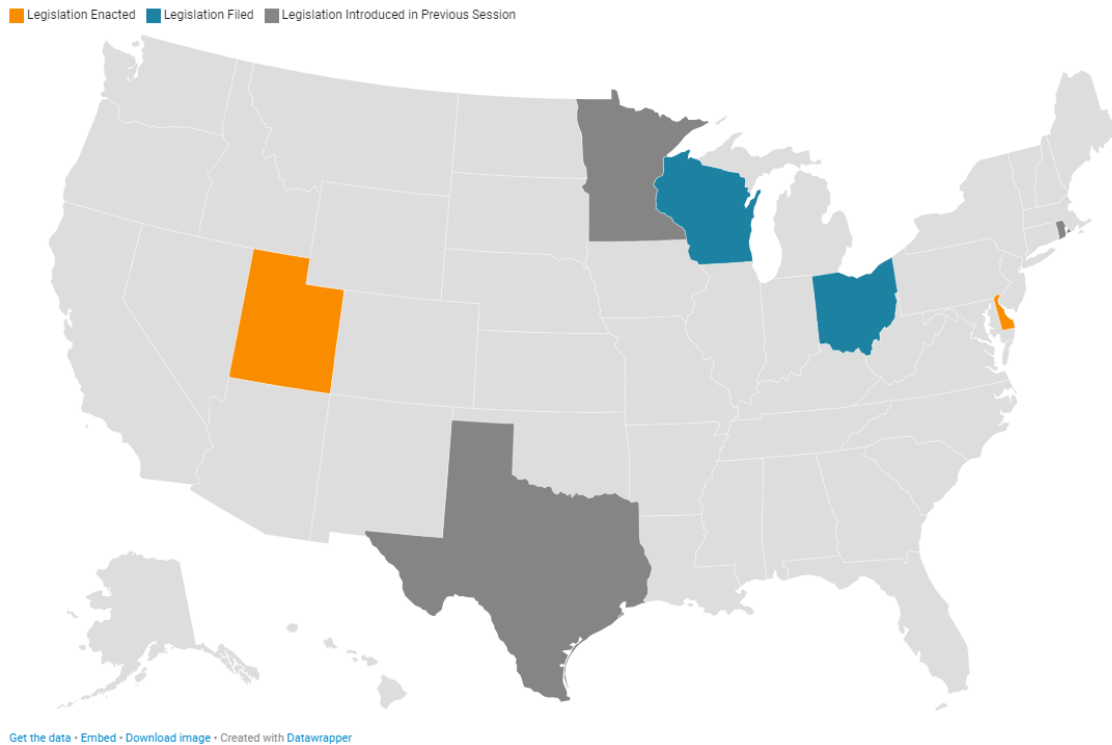 Legislation Enacted Legislation Filed Legislation Introduced in Previous Session
Get the data • Embed • Download image • Created with Datawrapper